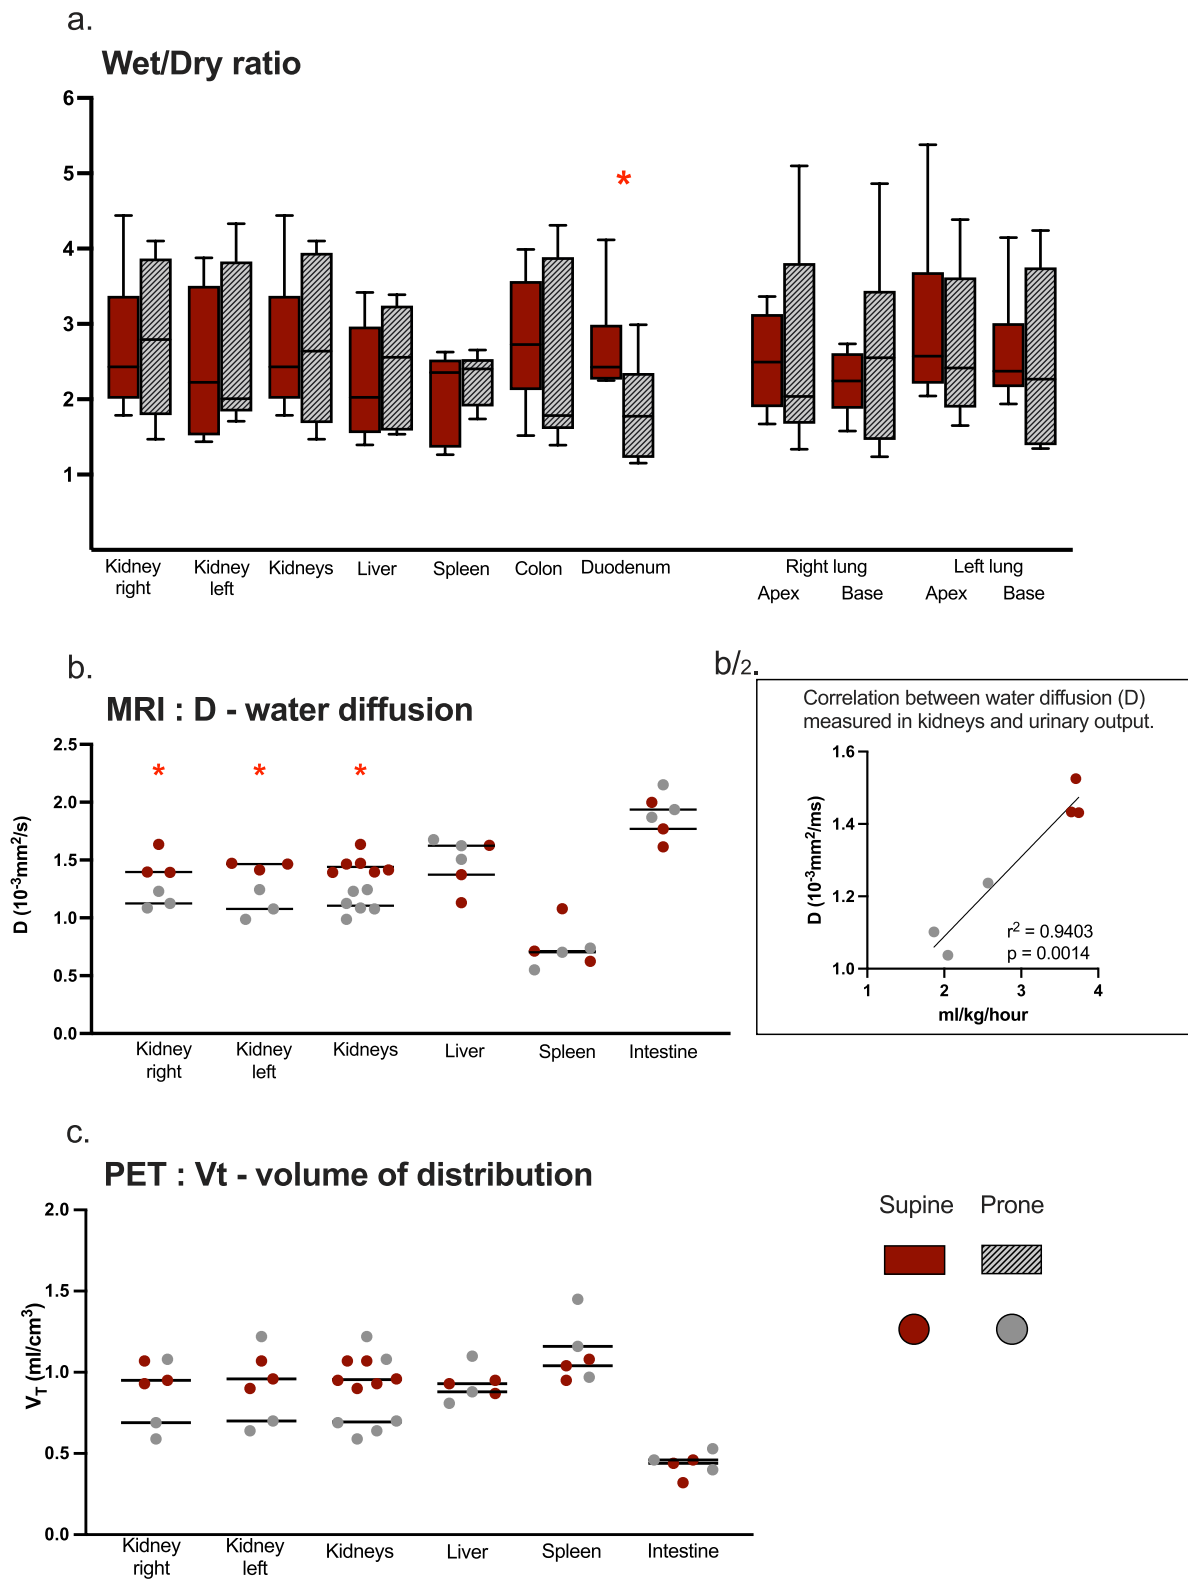 a.
Wet/Dry ratio
6
5
4
3
2
1
*
Kidney right
Kidney left
Kidneys
Liver
Spleen
Colon
Duodenum
Right lung
Left lung
Apex
Base
Apex
Base
b.
MRI : D - water diffusion
D (10⁻³mm²/s)
2.5
2.0
1.5
1.0
0.5
0.0
* * *
Kidney right
Kidney left
Kidneys
Liver
Spleen
Intestine
b/2.
Correlation between water diffusion (D)
measured in kidneys and urinary output.
D (10⁻³mm²/ms)
1.6
1.4
1.2
1.0
r² = 0.9403
p = 0.0014
1 2 3 4
ml/kg/hour
c.
PET : Vt - volume of distribution
V_T (ml/cm³)
2.0
1.5
1.0
0.5
0.0
Kidney right
Kidney left
Kidneys
Liver
Spleen
Intestine
Supine Prone